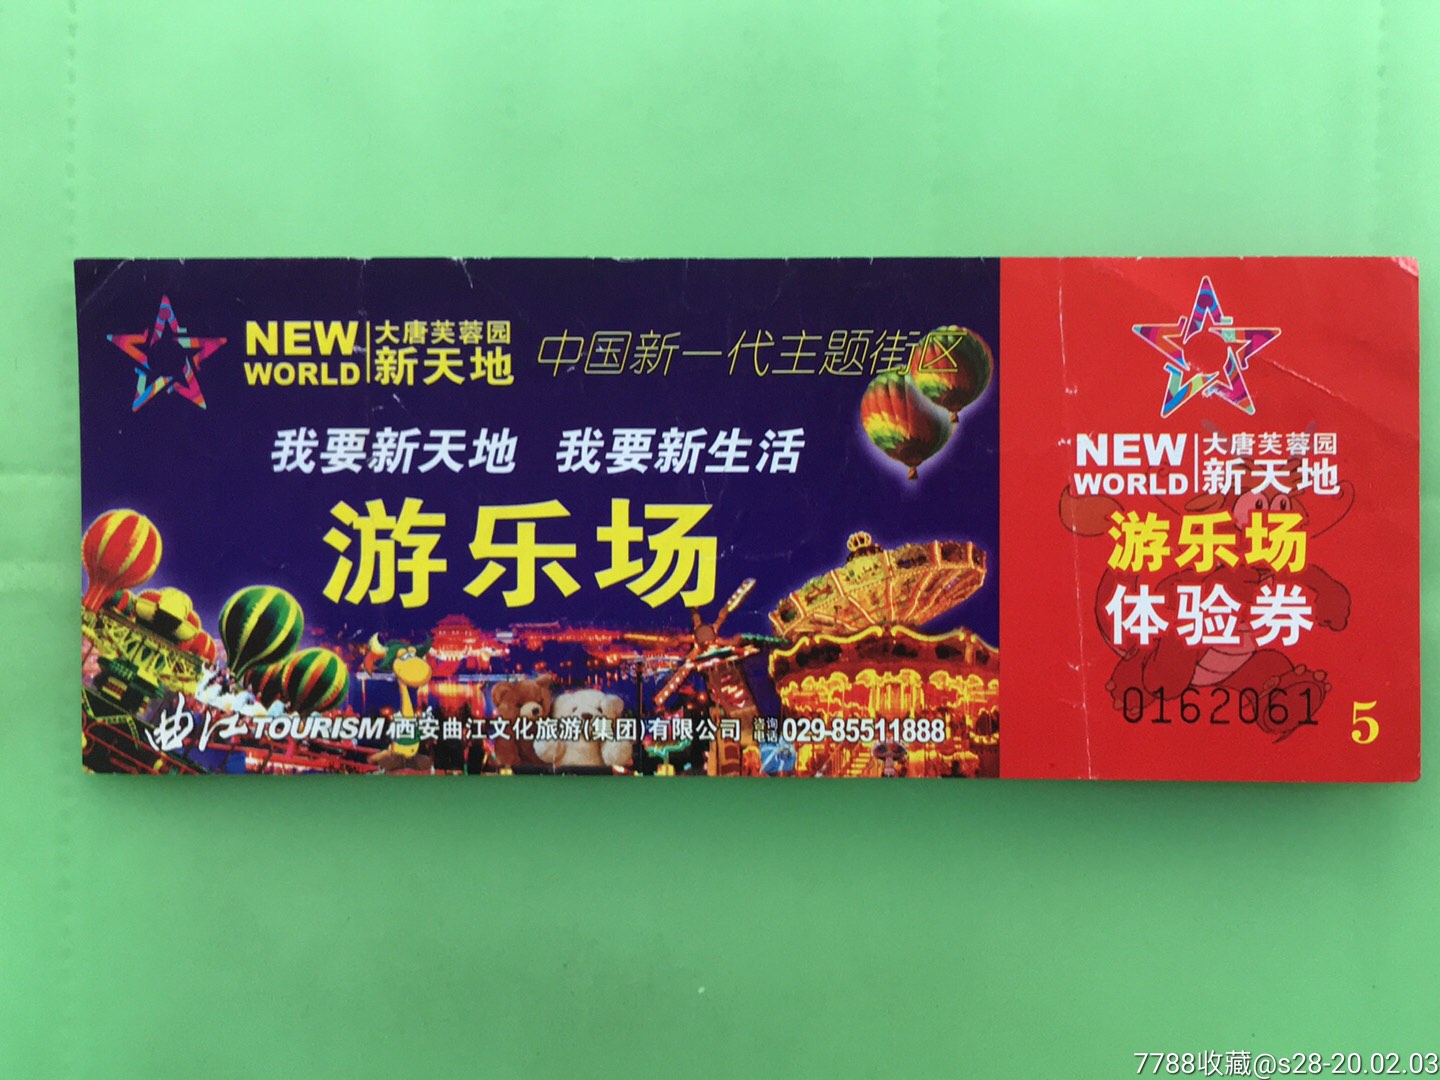 NEW WORLD 大唐芙蓉园 新天地
中国新一代主题街区
我要新天地 我要新生活
游乐场
曲江 TOURISM 西安曲江文化旅游(集团)有限公司 咨询电话 029-85511888
NEW WORLD 大唐芙蓉园 新天地
游乐场
体验券
0162061
5
7788收藏@s28-20.02.03